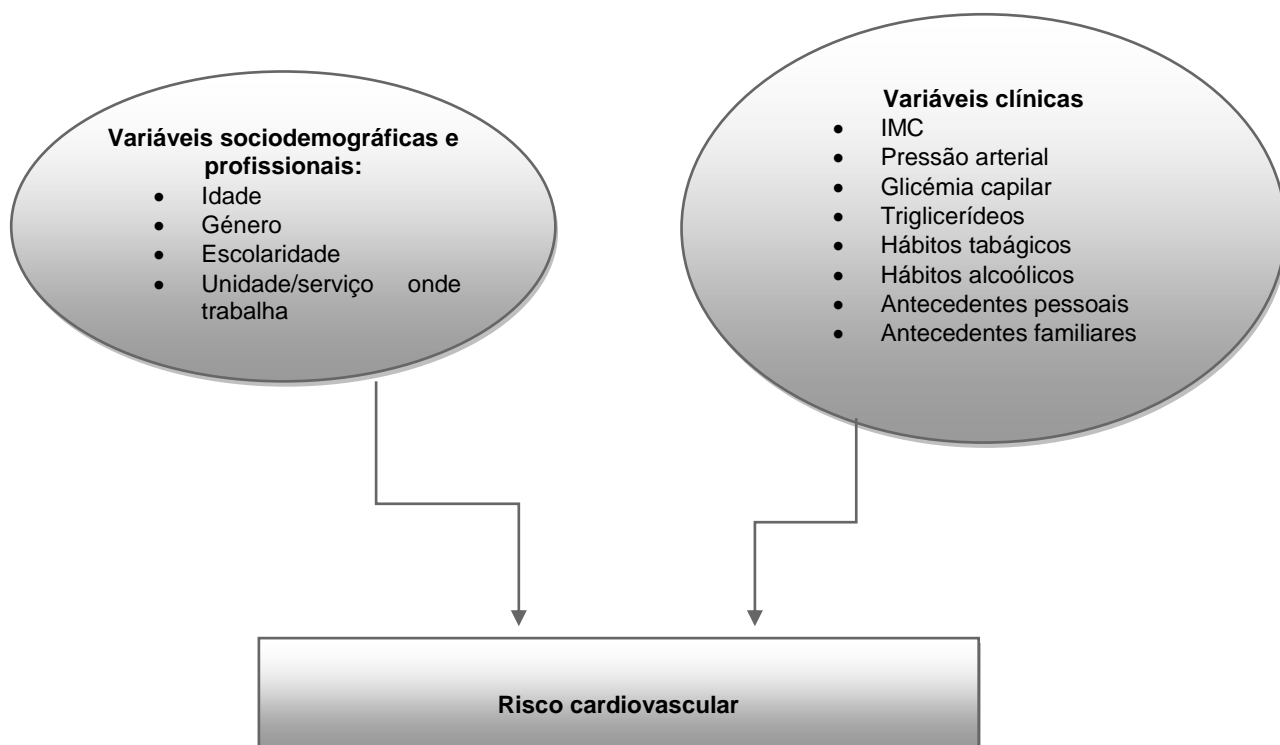 Variáveis sociodemográficas e
profissionais:
• Idade
• Género
• Escolaridade
• Unidade/serviço onde
trabalha
Variáveis clínicas
• IMC
• Pressão arterial
• Glicémia capilar
• Triglicerídeos
• Hábitos tabágicos
• Hábitos alcoólicos
• Antecedentes pessoais
• Antecedentes familiares
Risco cardiovascular